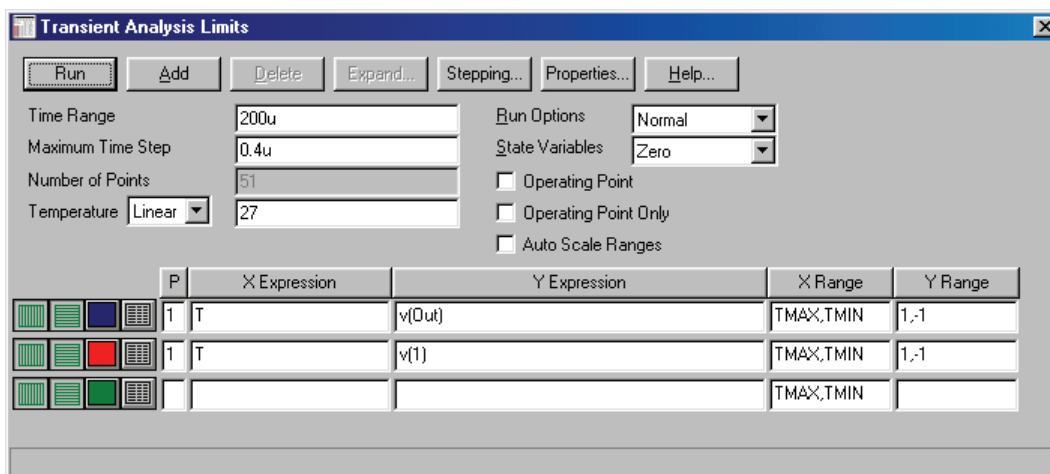 Transient Analysis Limits
Run Add Delete Expand... Stepping... Properties... Help...
Time Range 200u Run Options Normal
Maximum Time Step 0.4u State Variables Zero
Number of Points 51 Operating Point
Temperature Linear 27 Operating Point Only
Auto Scale Ranges
P X Expression Y Expression X Range Y Range
1 T v(Out) TMAX,TMIN 1,-1
1 T v(1) TMAX,TMIN 1,-1
TMAX,TMIN